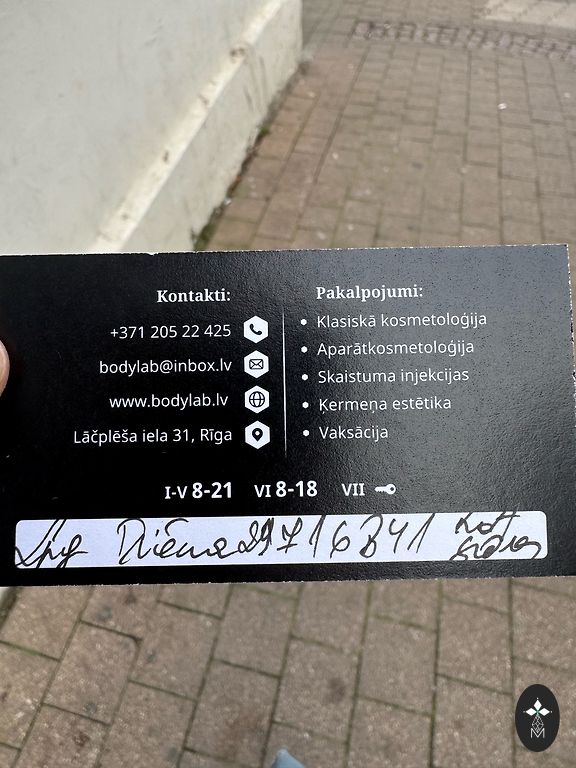 Kontakti:
+371 205 22 425
bodylab@inbox.lv
www.bodylab.lv
Lāčplēša iela 31, Rīga
Pakalpojumi:
• Klasiskā kosmetoloģija
• Aparātkosmetoloģija
• Skaistuma injekcijas
• Ķermeņa estētika
• Vaksācija
I-V 8-21 VI 8-18 VII
M